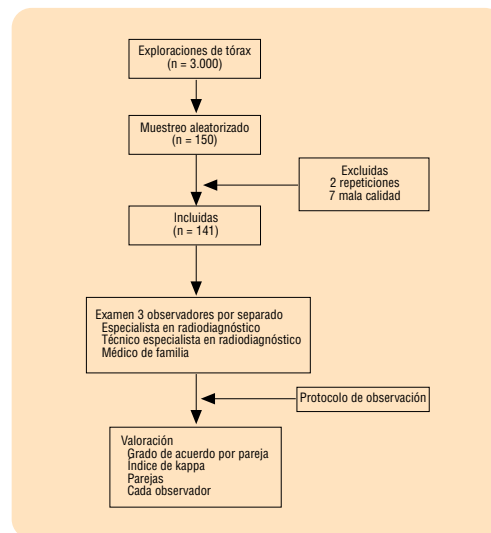 Exploraciones de tórax
(n = 3.000)
Muestreo aleatorizado
(n = 150)
Excluidas
2 repeticiones
7 mala calidad
Incluidas
(n = 141)
Examen 3 observadores por separado
Especialista en radiodiagnóstico
Técnico especialista en radiodiagnóstico
Médico de familia
Protocolo de observación
Valoración
Grado de acuerdo por pareja
Índice de kappa
Parejas
Cada observador